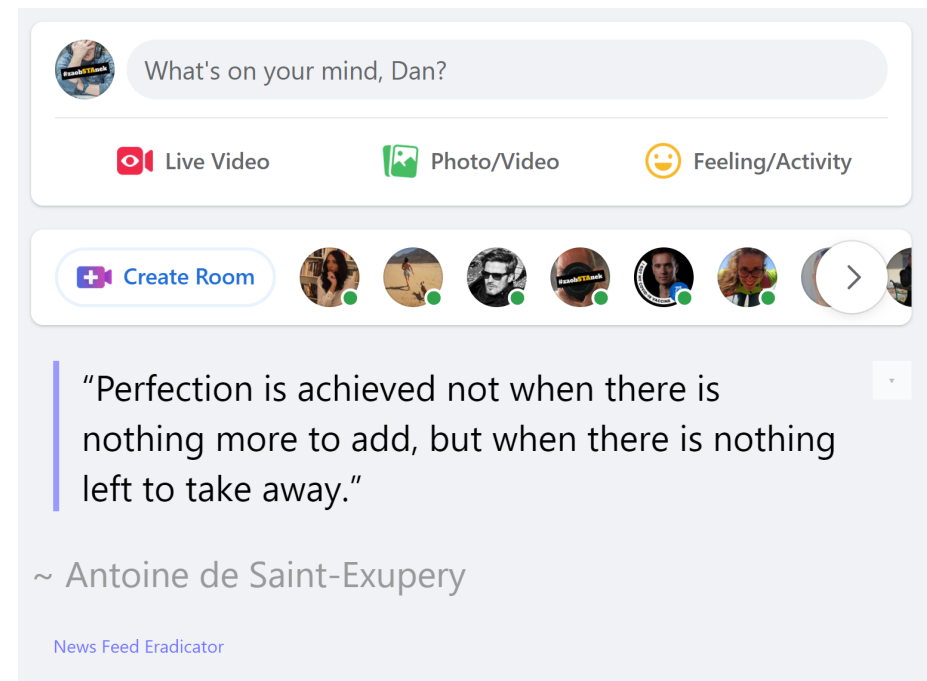 #zachSTAnek
What's on your mind, Dan?
Live Video
Photo/Video
Feeling/Activity
Create Room
#zachSTAnek
“Perfection is achieved not when there is
nothing more to add, but when there is nothing
left to take away.”
~ Antoine de Saint-Exupery
News Feed Eradicator